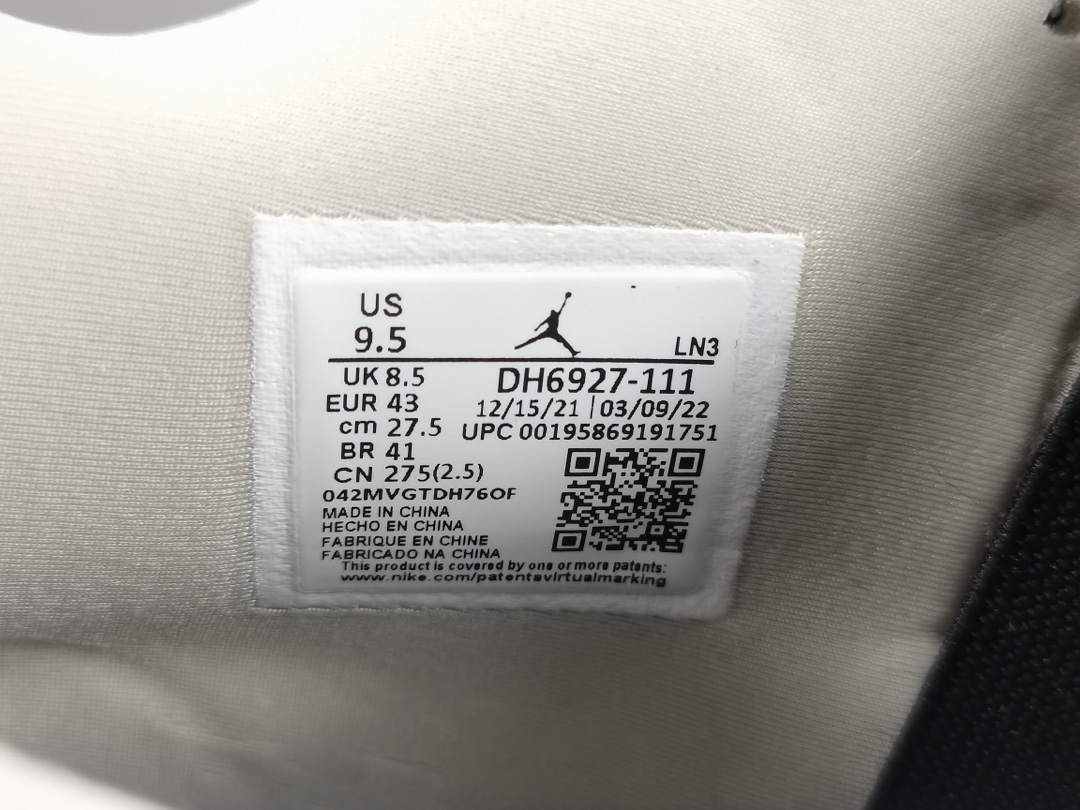 US
9.5
LN3
UK 8.5
DH6927-111
EUR 43
12/15/21 | 03/09/22
cm 27.5
UPC 00195869191751
BR 41
CN 275(2.5)
042MVGTDH76OF
MADE IN CHINA
HECHO EN CHINA
FABRIQUE EN CHINE
FABRICADO NA CHINA
This product is covered by one or more patents:
www.nike.com/patentsvirtualmarking